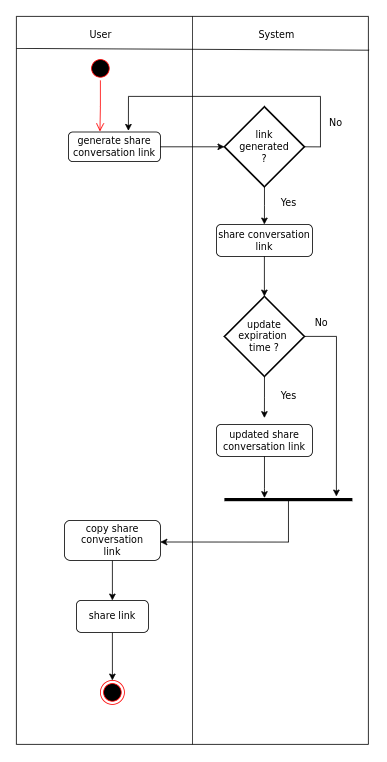 User
System
generate share
conversation link
link
generated
?
No
Yes
share conversation
link
update
expiration
time ?
No
Yes
updated share
conversation link
copy share
conversation
link
share link